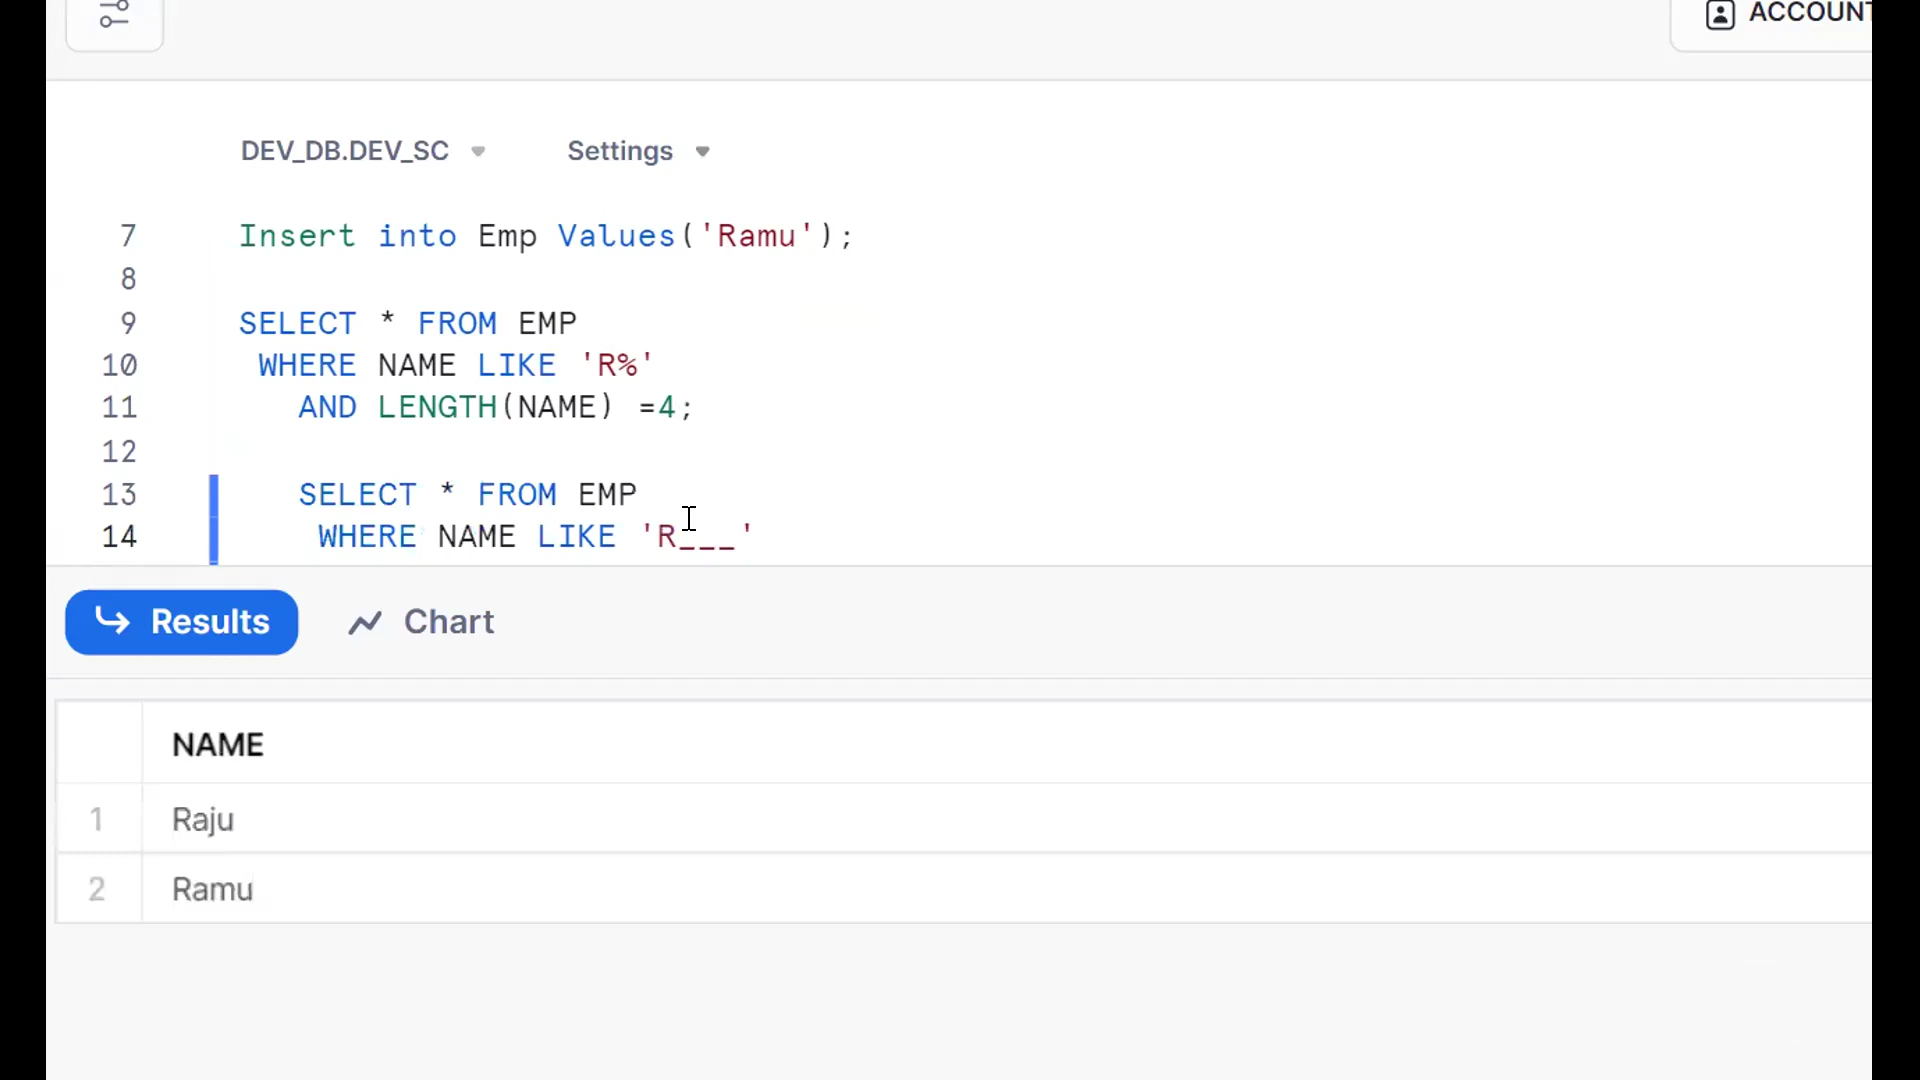 ACCOUNT
DEV_DB.DEV_SC Settings
7 Insert into Emp Values('Ramu');
8
9 SELECT * FROM EMP
10 WHERE NAME LIKE 'R%'
11 AND LENGTH(NAME) =4;
12
13 SELECT * FROM EMP
14 WHERE NAME LIKE 'R___'
Results Chart
NAME
1 Raju
2 Ramu